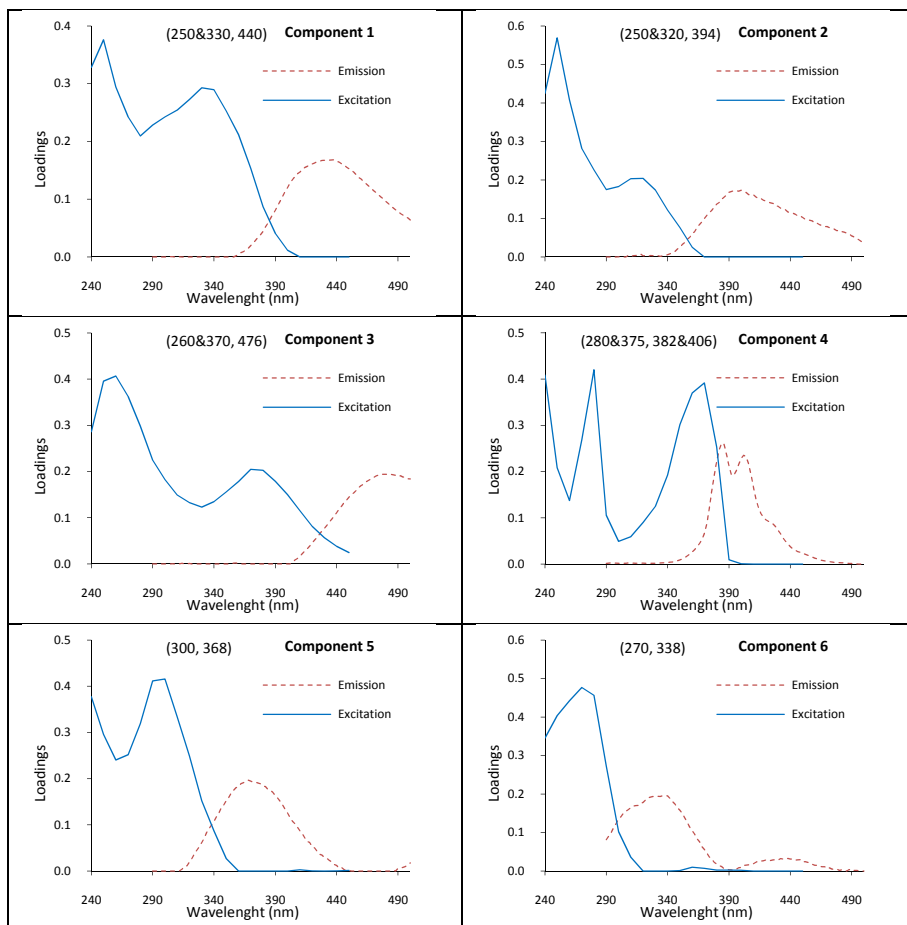 (250&330, 440) Component 1
Emission
Excitation
Loadings
0.4
0.3
0.2
0.1
0.0
240 290 340 390 440 490
Wavelenght (nm)
(250&320, 394) Component 2
Emission
Excitation
Loadings
0.6
0.5
0.4
0.3
0.2
0.1
0.0
240 290 340 390 440 490
Wavelenght (nm)
(260&370, 476) Component 3
Emission
Excitation
Loadings
0.5
0.4
0.3
0.2
0.1
0.0
240 290 340 390 440 490
Wavelenght (nm)
(280&375, 382&406) Component 4
Emission
Excitation
Loadings
0.5
0.4
0.3
0.2
0.1
0.0
240 290 340 390 440 490
Wavelenght (nm)
(300, 368) Component 5
Emission
Excitation
Loadings
0.5
0.4
0.3
0.2
0.1
0.0
240 290 340 390 440 490
Wavelenght (nm)
(270, 338) Component 6
Emission
Excitation
Loadings
0.6
0.5
0.4
0.3
0.2
0.1
0.0
240 290 340 390 440 490
Wavelenght (nm)